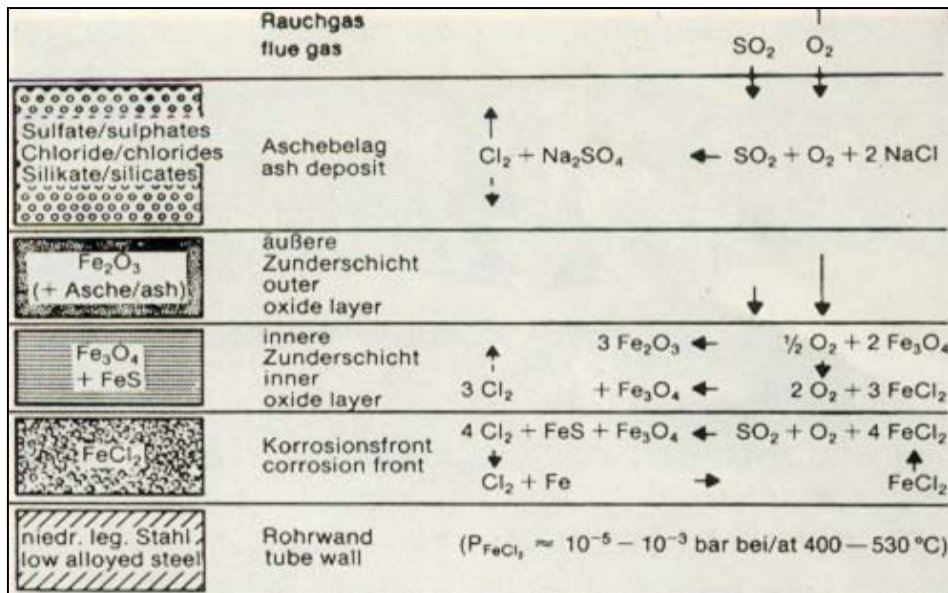 Rauchgas
flue gas
SO₂ O₂
Sulfate/sulphates
Chloride/chlorides
Silikate/silicates
Aschebelag
ash deposit
Cl₂ + Na₂SO₄ ← SO₂ + O₂ + 2 NaCl
Fe₂O₃
(+ Asche/ash)
äußere
Zunderschicht
outer
oxide layer
Fe₃O₄
+ FeS
innere
Zunderschicht
inner
oxide layer
3 Fe₂O₃ ← ½ O₂ + 2 Fe₃O₄
3 Cl₂ + Fe₃O₄ ← 2 O₂ + 3 FeCl₂
FeCl₂
Korrosionsfront
corrosion front
4 Cl₂ + FeS + Fe₃O₄ ← SO₂ + O₂ + 4 FeCl₂
Cl₂ + Fe → FeCl₂
niedr. leg. Stahl
low alloyed steel
Rohrwand
tube wall
(P_FeCl₂ ≈ 10⁻⁵ – 10⁻³ bar bei/at 400 — 530 °C)